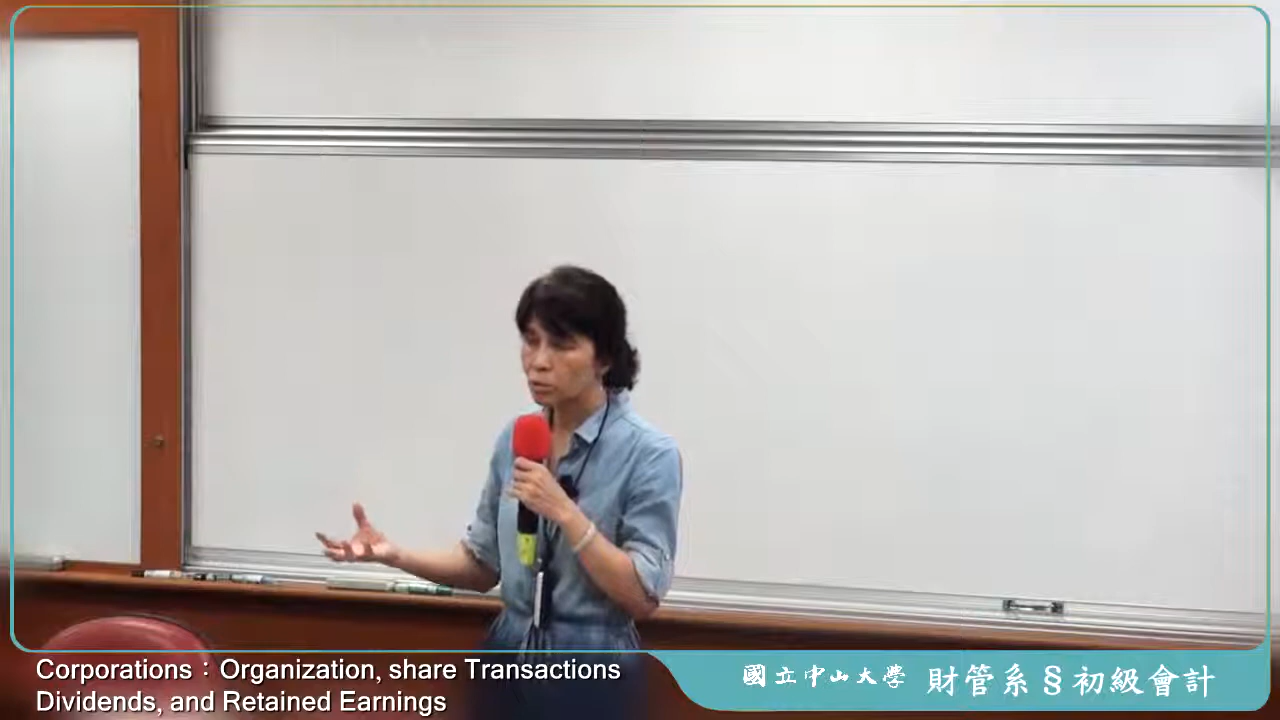 Corporations：Organization, share Transactions
Dividends, and Retained Earnings
國立中山大學 財管系§初級會計